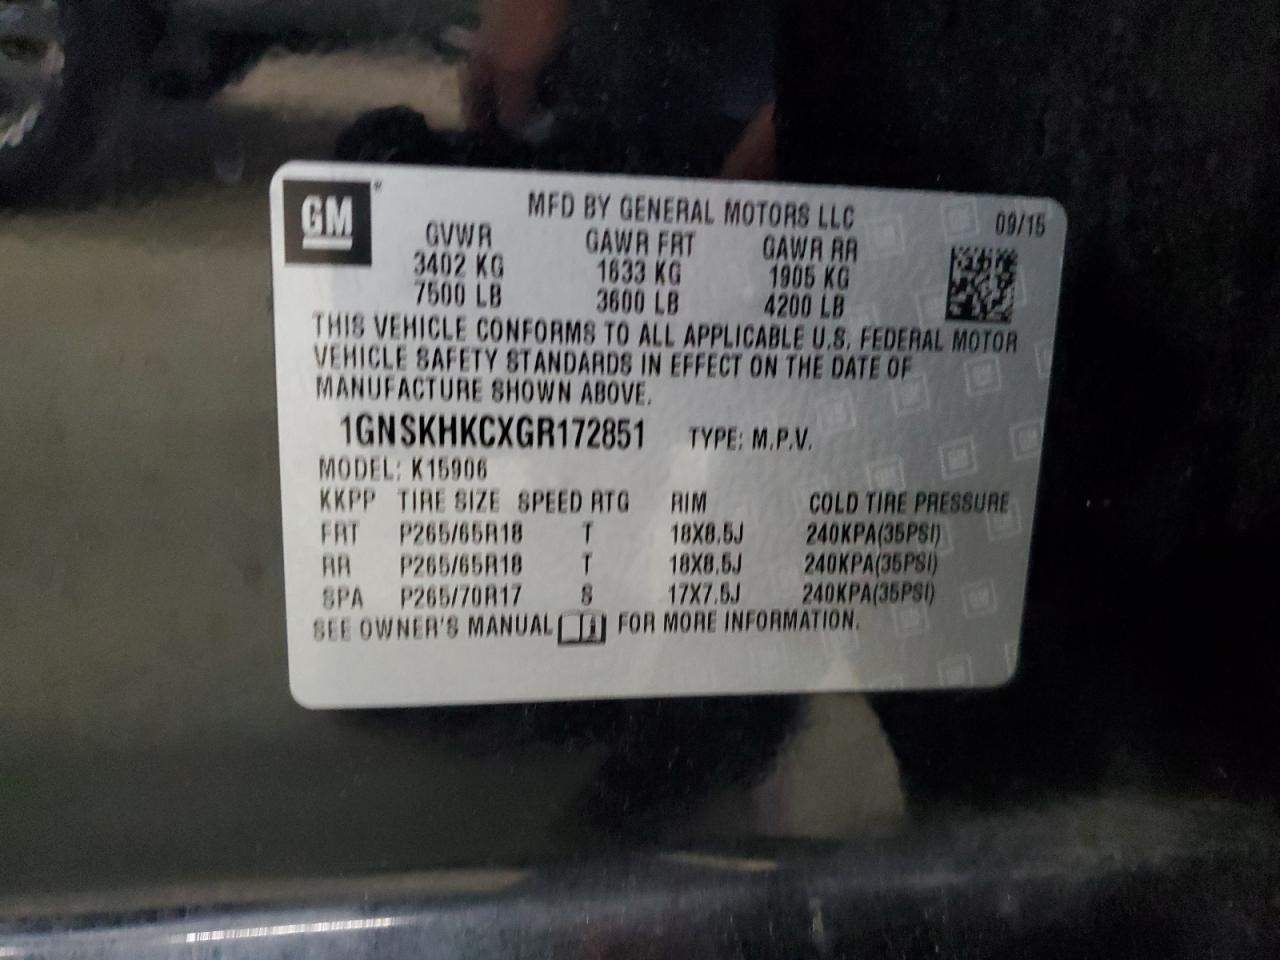 GM® MFD BY GENERAL MOTORS LLC 09/15
GVWR GAWR FRT GAWR RR
3402 KG 1633 KG 1905 KG
7500 LB 3600 LB 4200 LB
THIS VEHICLE CONFORMS TO ALL APPLICABLE U.S. FEDERAL MOTOR
VEHICLE SAFETY STANDARDS IN EFFECT ON THE DATE OF
MANUFACTURE SHOWN ABOVE.
1GNSKHKCXGR172851 TYPE: M.P.V.
MODEL: K15906
KKPP TIRE SIZE SPEED RTG RIM COLD TIRE PRESSURE
FRT P265/65R18 T 18X8.5J 240KPA(35PSI)
RR P265/65R18 T 18X8.5J 240KPA(35PSI)
SPA P265/70R17 S 17X7.5J 240KPA(35PSI)
SEE OWNER'S MANUAL FOR MORE INFORMATION.